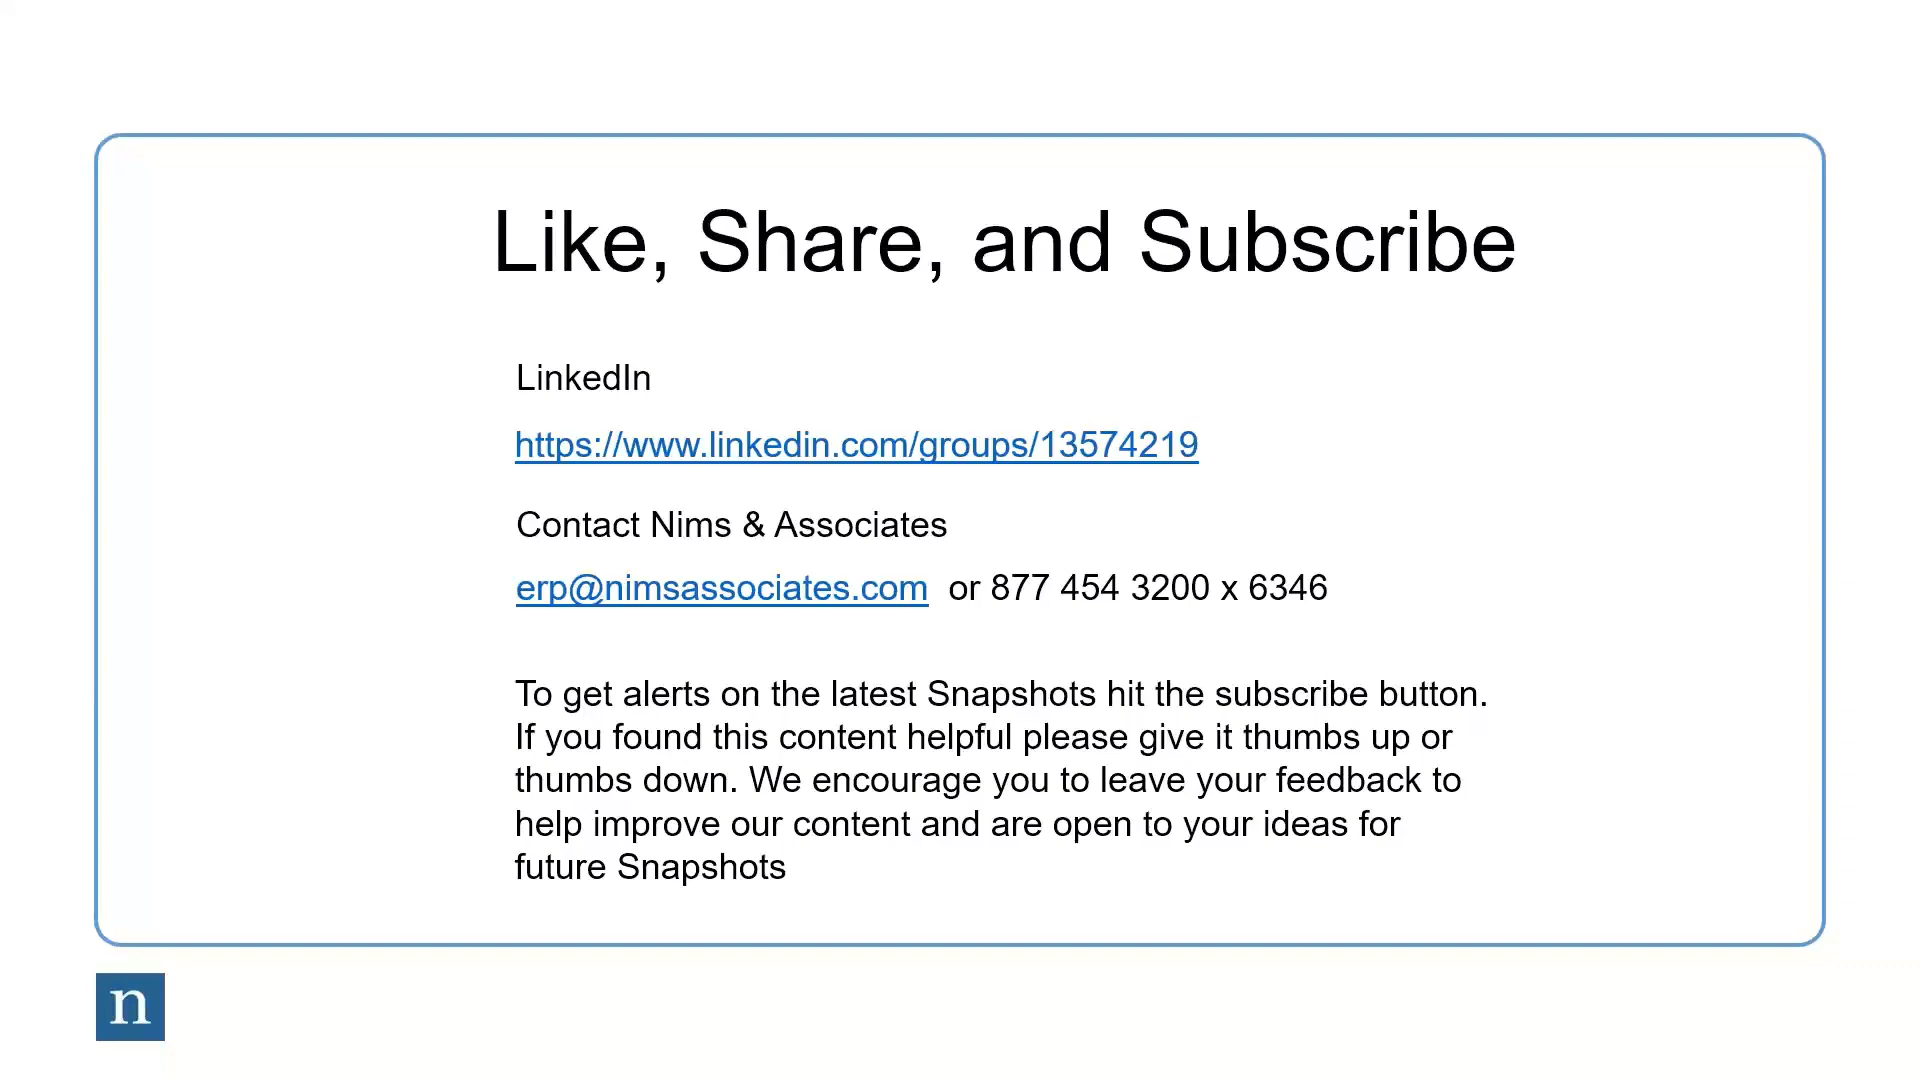 Like, Share, and Subscribe
LinkedIn
https://www.linkedin.com/groups/13574219
Contact Nims & Associates
erp@nimsassociates.com or 877 454 3200 x 6346
To get alerts on the latest Snapshots hit the subscribe button.
If you found this content helpful please give it thumbs up or
thumbs down. We encourage you to leave your feedback to
help improve our content and are open to your ideas for
future Snapshots
n